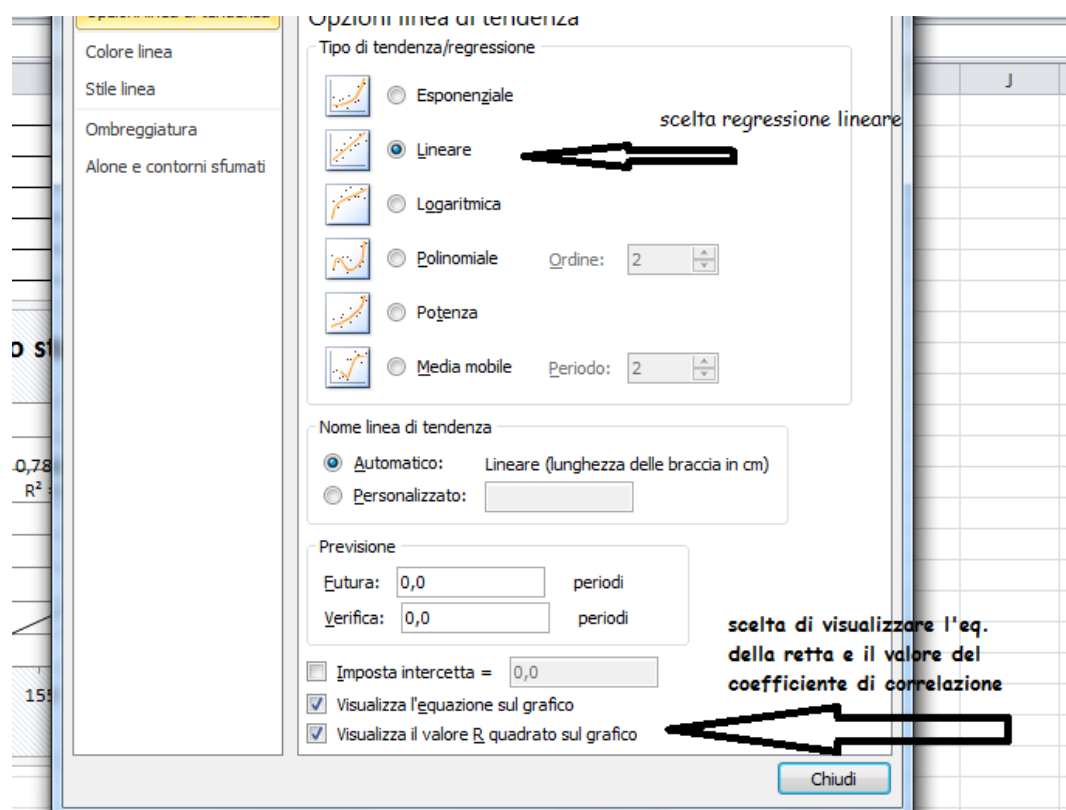 Opzioni linea di tendenza
Opzioni linea di tendenza
Colore linea
Stile linea
Ombreggiatura
Alone e contorni sfumati
Tipo di tendenza/regressione
Esponenziale
scelta regressione lineare
Lineare
Logaritmica
Polinomiale Ordine: 2
Potenza
Media mobile Periodo: 2
Nome linea di tendenza
Automatico: Lineare (lunghezza delle braccia in cm)
Personalizzato:
Previsione
Futura: 0,0 periodi
Verifica: 0,0 periodi
scelta di visualizzare l'eq.
della retta e il valore del
coefficiente di correlazione
Imposta intercetta = 0,0
Visualizza l'equazione sul grafico
Visualizza il valore R quadrato sul grafico
Chiudi
J
0,78
R² =
155